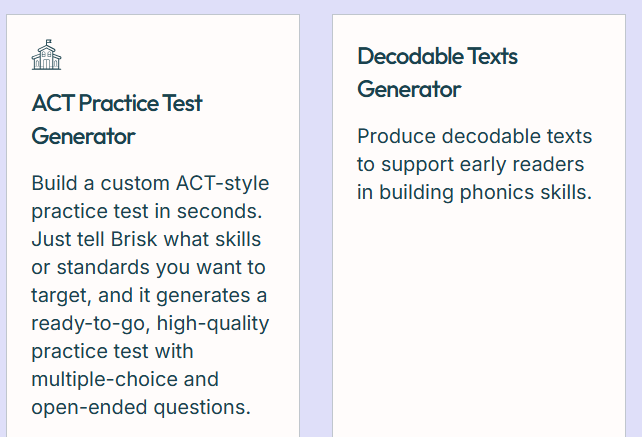 ACT Practice Test
Generator
Build a custom ACT-style
practice test in seconds.
Just tell Brisk what skills
or standards you want to
target, and it generates a
ready-to-go, high-quality
practice test with
multiple-choice and
open-ended questions.
Decodable Texts
Generator
Produce decodable texts
to support early readers
in building phonics skills.